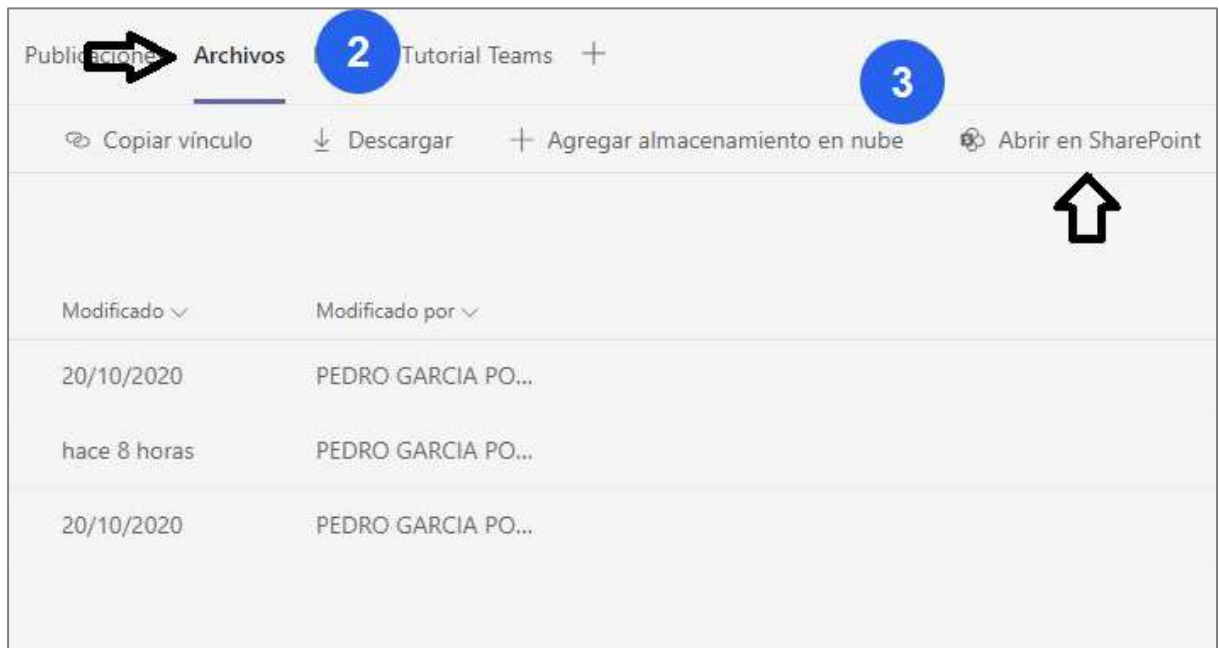 Publicaciones Archivos 2 Tutorial Teams +
3
Copiar vínculo Descargar + Agregar almacenamiento en nube Abrir en SharePoint
Modificado Modificado por
20/10/2020 PEDRO GARCIA PO...
hace 8 horas PEDRO GARCIA PO...
20/10/2020 PEDRO GARCIA PO...